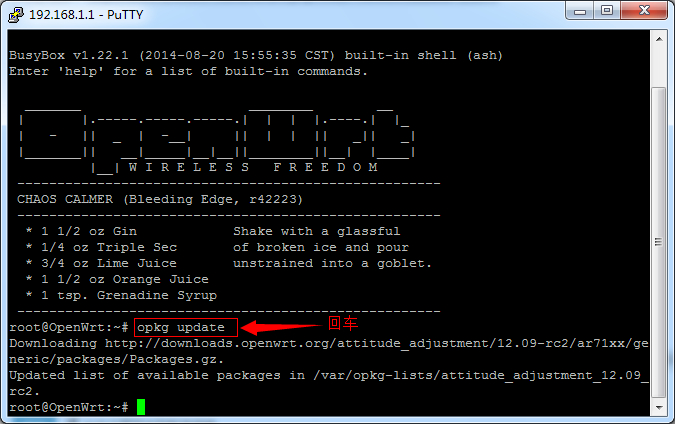 192.168.1.1 - PuTTY
BusyBox v1.22.1 (2014-08-20 15:55:35 CST) built-in shell (ash)
Enter 'help' for a list of built-in commands.
OpenWrt
W I R E L E S S   F R E E D O M
CHAOS CALMER (Bleeding Edge, r42223)
* 1 1/2 oz Gin Shake with a glassful
* 1/4 oz Triple Sec of broken ice and pour
* 3/4 oz Lime Juice unstrained into a goblet.
* 1 1/2 oz Orange Juice
* 1 tsp. Grenadine Syrup
root@OpenWrt:~# opkg update 回车
Downloading http://downloads.openwrt.org/attitude_adjustment/12.09-rc2/ar71xx/ge
neric/packages/Packages.gz.
Updated list of available packages in /var/opkg-lists/attitude_adjustment_12.09_
rc2.
root@OpenWrt:~#